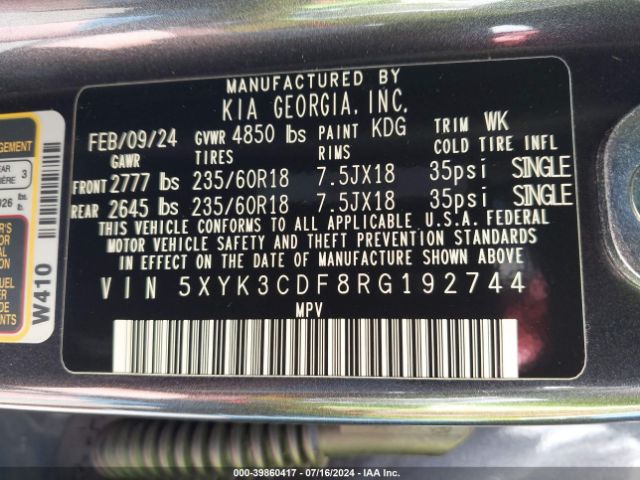 MANUFACTURED BY
KIA GEORGIA, INC.
FEB/09/24 GVWR 4850 lbs PAINT KDG TRIM WK
GAWR TIRES RIMS COLD TIRE INFL
FRONT 2777 lbs 235/60R18 7.5JX18 35psi SINGLE
REAR 2645 lbs 235/60R18 7.5JX18 35psi SINGLE
THIS VEHICLE CONFORMS TO ALL APPLICABLE U.S.A. FEDERAL
MOTOR VEHICLE SAFETY AND THEFT PREVENTION STANDARDS
IN EFFECT ON THE DATE OF MANUFACTURE SHOWN ABOVE
VIN 5XYK3CDF8RG192744
MPV
3
W410
000-39860417 - 07/16/2024 - IAA Inc.